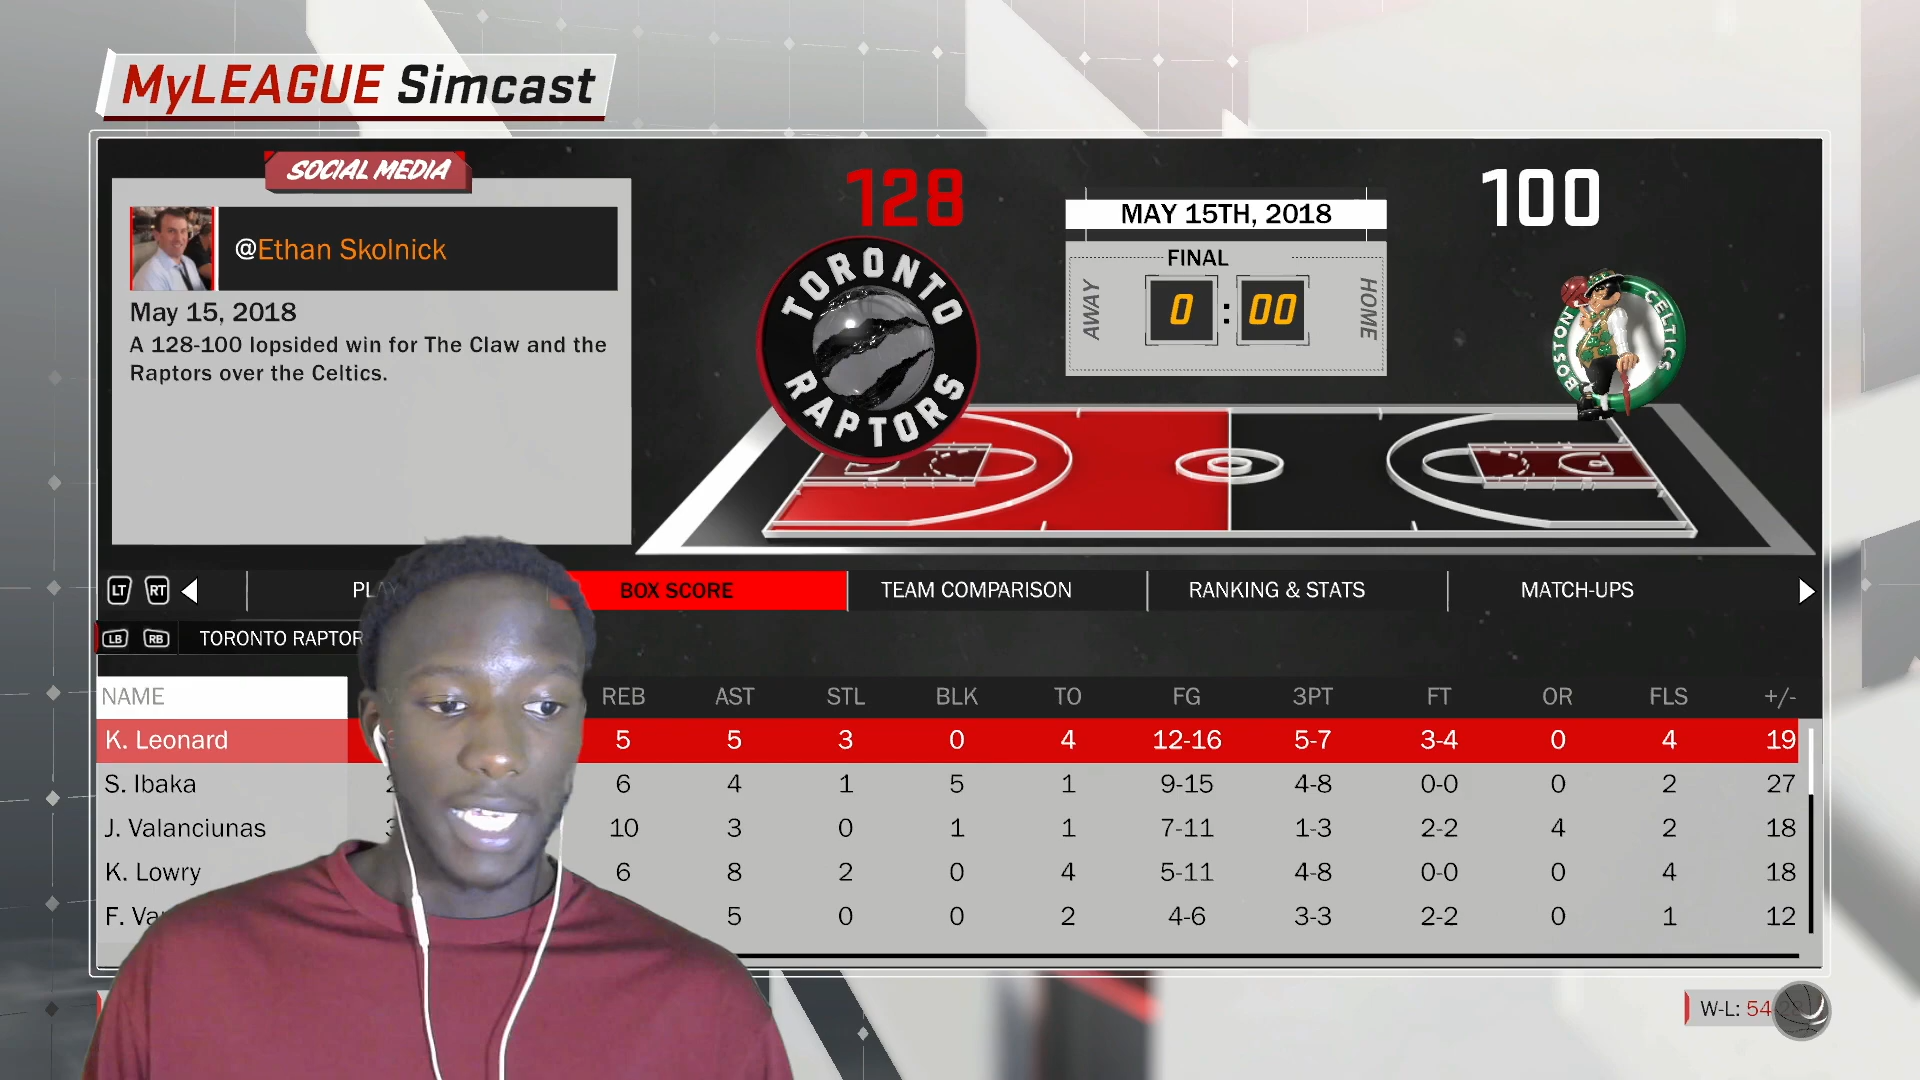 MyLEAGUE Simcast
SOCIAL MEDIA
@Ethan Skolnick
May 15, 2018
A 128-100 lopsided win for The Claw and the
Raptors over the Celtics.
128
100
MAY 15TH, 2018
FINAL
AWAY
0 : 00
HOME
TORONTO
RAPTORS
BOSTON
CELTICS
LT RT
BOX SCORE
TEAM COMPARISON
RANKING & STATS
MATCH-UPS
LB RB
TORONTO
NAME REB AST STL BLK TO FG 3PT FT OR FLS +/-
K. Leonard 5 5 3 0 4 12-16 5-7 3-4 0 4 19
S. Ibaka 6 4 1 5 1 9-15 4-8 0-0 0 2 27
J. Valanciunas 10 3 0 1 1 7-11 1-3 2-2 4 2 18
K. Lowry 6 8 2 0 4 5-11 4-8 0-0 0 4 18
F. 5 0 0 2 4-6 3-3 2-2 0 1 12
W-L: 54